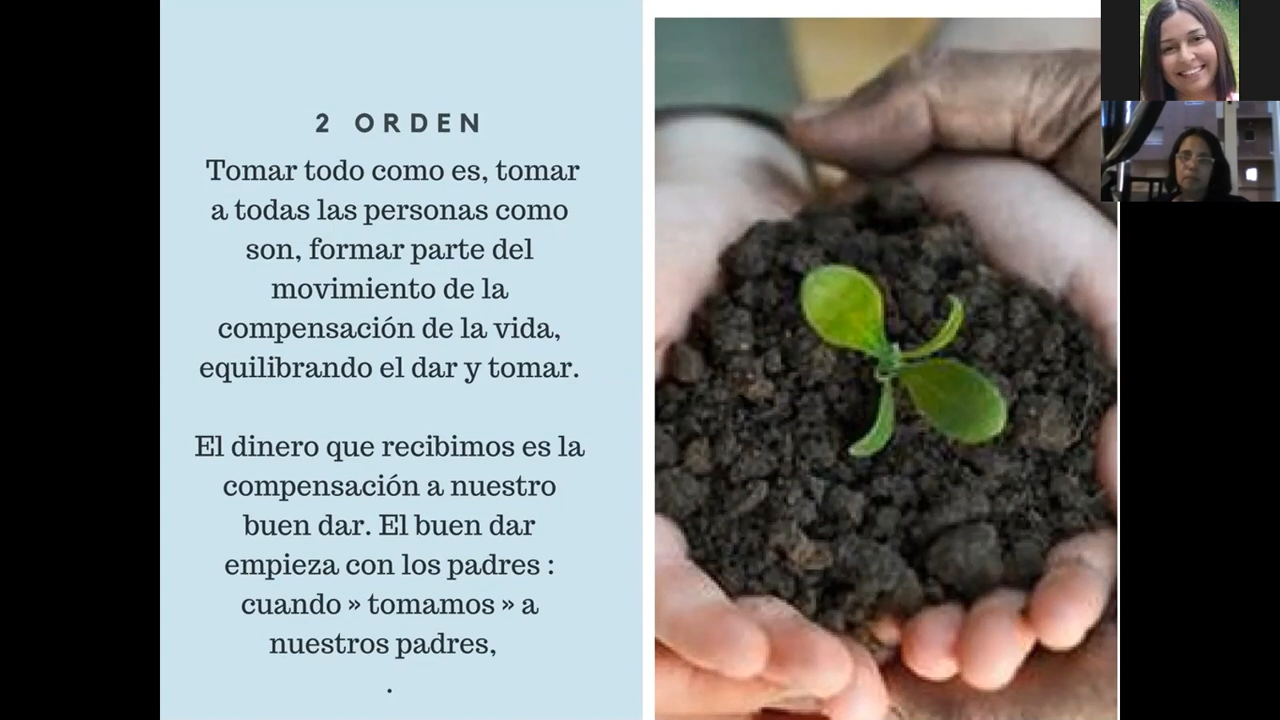 2 ORDEN
Tomar todo como es, tomar
a todas las personas como
son, formar parte del
movimiento de la
compensación de la vida,
equilibrando el dar y tomar.
El dinero que recibimos es la
compensación a nuestro
buen dar. El buen dar
empieza con los padres :
cuando » tomamos » a
nuestros padres,
.